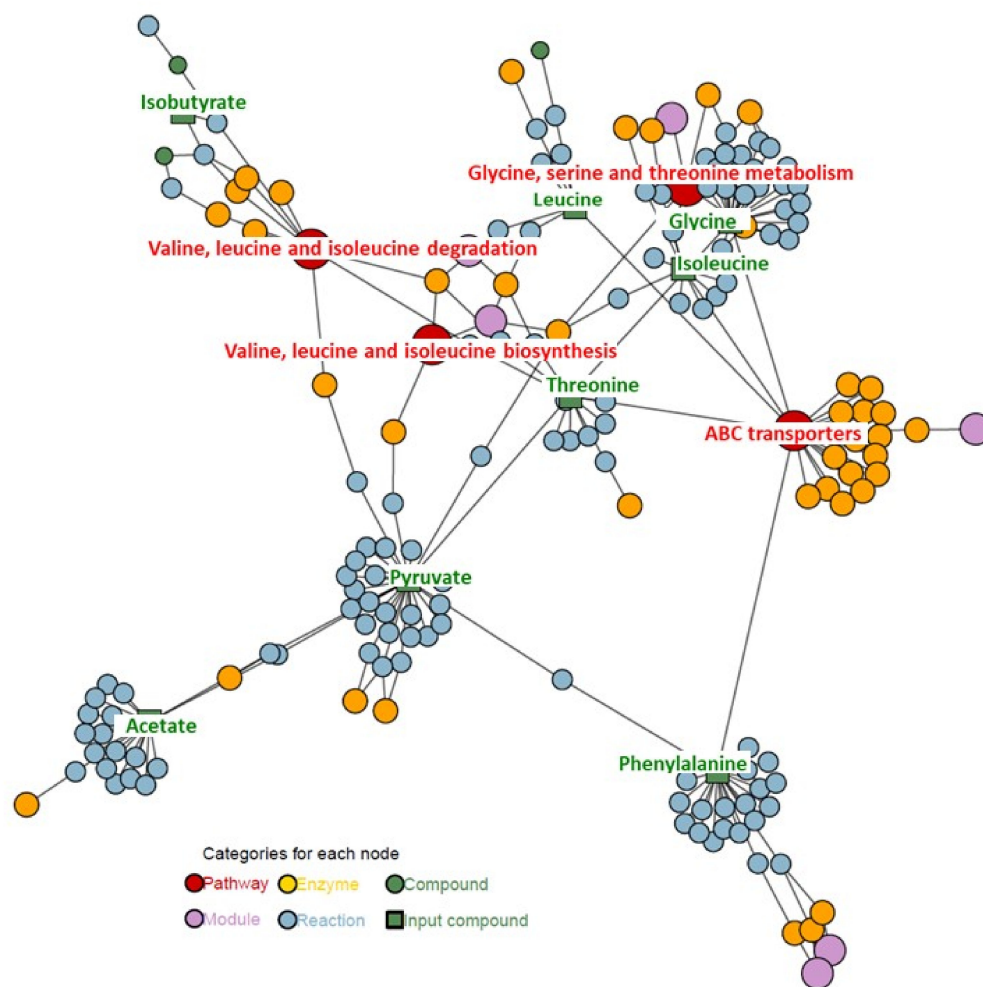 Isobutyrate
Glycine, serine and threonine metabolism
Leucine
Glycine
Valine, leucine and isoleucine degradation
Isoleucine
Valine, leucine and isoleucine biosynthesis
Threonine
ABC transporters
Pyruvate
Acetate
Phenylalanine
Categories for each node
Pathway Enzyme Compound
Module Reaction Input compound